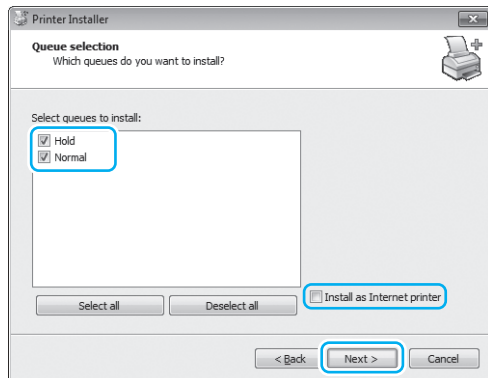 Printer Installer
Queue selection
Which queues do you want to install?
Select queues to install:
Hold
Normal
Install as Internet printer
Select all Deselect all
< Back Next > Cancel